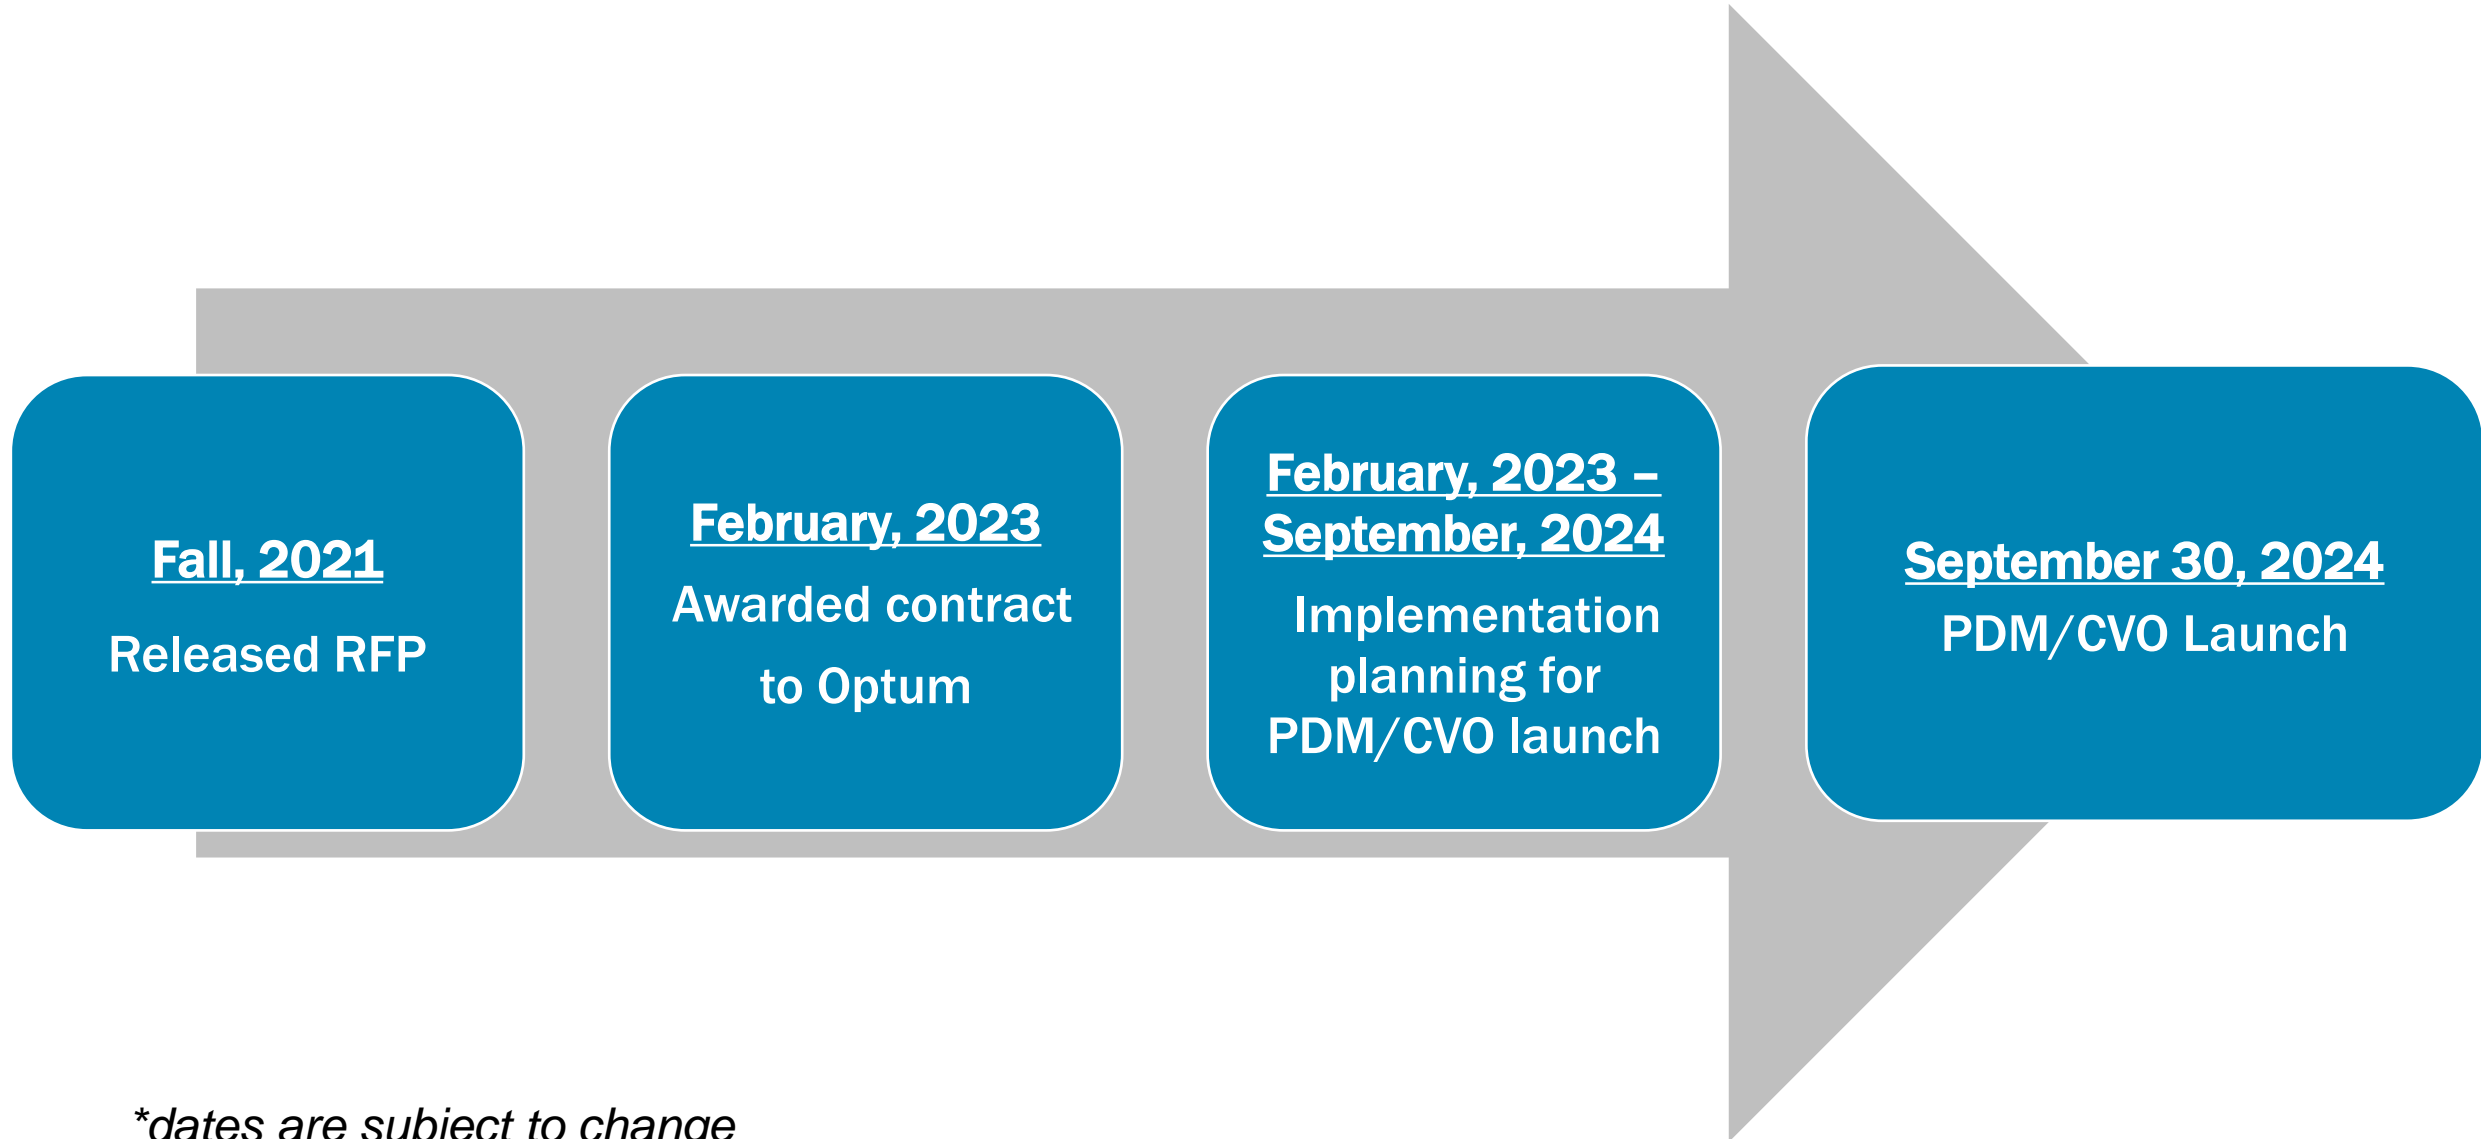 Fall, 2021
Released RFP
February, 2023
Awarded contract
to Optum
February, 2023 –
September, 2024
Implementation
planning for
PDM/CVO launch
September 30, 2024
PDM/CVO Launch
*dates are subject to change